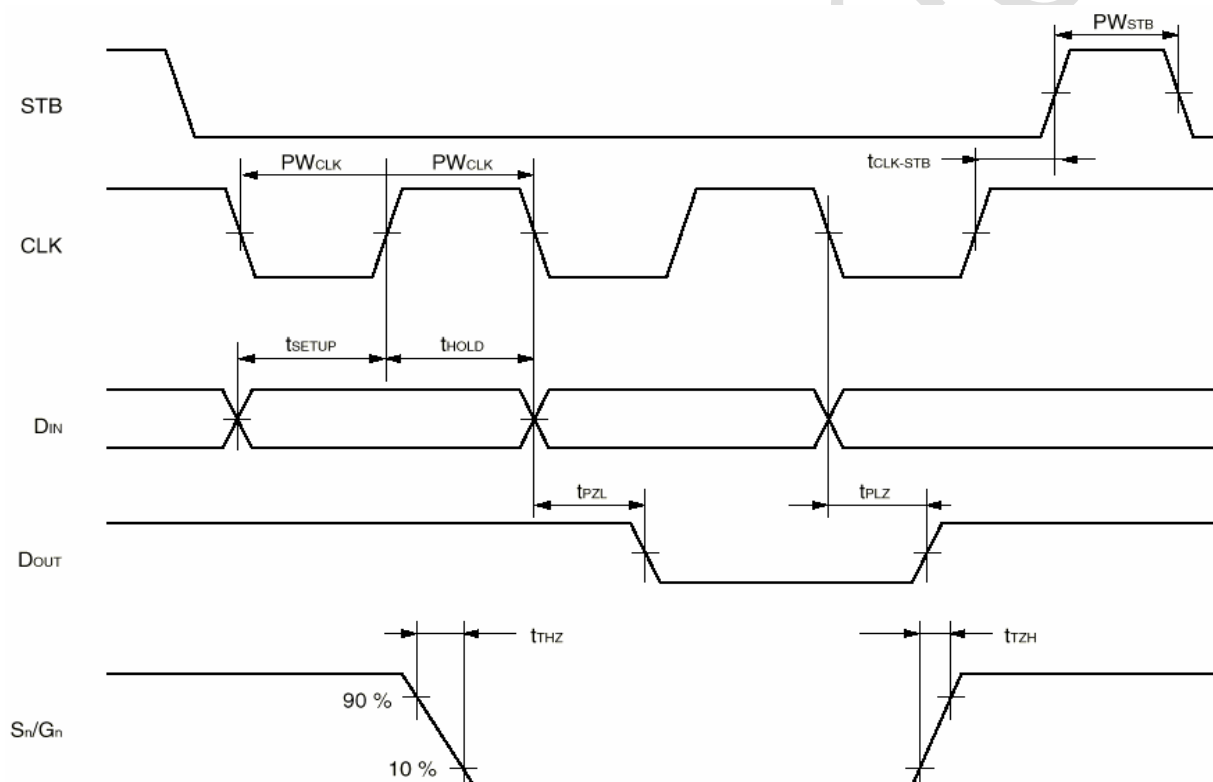 PWSTB
STB
tCLK-STB
PWCLK PWCLK
CLK
tSETUP tHOLD
DIN
tPZL tPLZ
DOUT
tTHZ tTZH
90 %
Sn/Gn
10 %